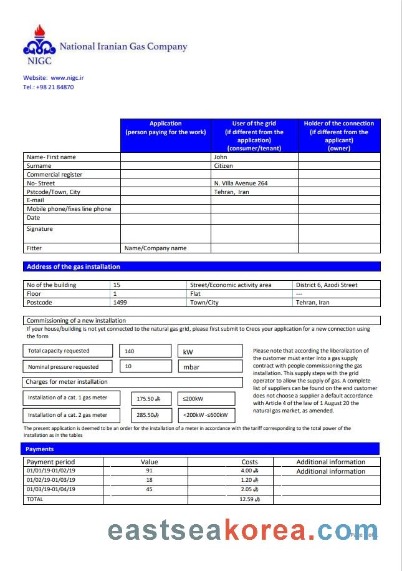 National Iranian Gas Company
NIGC
Website: www.nigc.ir
Tel : +98 21 84870
Application (person paying for the work) User of the grid (if different from the application) (consumer/tenant) Holder of the connection (if different from the applicant) (owner)
Name- First name John
Surname Citizen
Commercial register
No- Street N. Villa Avenue 264
Pstcode/Town, City Tehran, Iran
E-mail
Mobile phone/fixes line phone
Date
Signature
Fitter Name/Company name
Address of the gas installation
No of the building 15 Street/Economic activity area District 6, Azodi Street
Floor 1 Flat ---
Postcode 1499 Town/City Tehran, Iran
Commissioning of a new installation
If your house/building is not yet connected to the natural gas grid, please first submit to Creos your application for a new connection using
the form
Total capacity requested 140 kW
Nominal pressure requested 10 mbar
Charges for meter installation
Installation of a cat. 1 gas meter 175.50 ≤200kW
Installation of a cat. 2 gas meter 285.50 <200kW-≤600kW
Please note that according the liberalization of
the customer must enter into a gas supply
contract with people commissioning the gas
installation. This supply steps with the grid
operator to allow the supply of gas. A complete
list of suppliers can be found on the end customer
does not choose a supplier a default accordance
with Article 4 of the law of 1 August 20 the
natural gas market, as amended.
The present application is deemed to be an order for the installation of a meter in accordance with the tariff corresponding to the total power of the
installation as in the tables
Payments
Payment period Value Costs Additional information
01/01/19-01/02/19 91 4.00 Additional information
01/02/19-01/03/19 18 1.20
01/03/19-01/04/19 45 2.05
TOTAL 12.59
eastseakorea.com